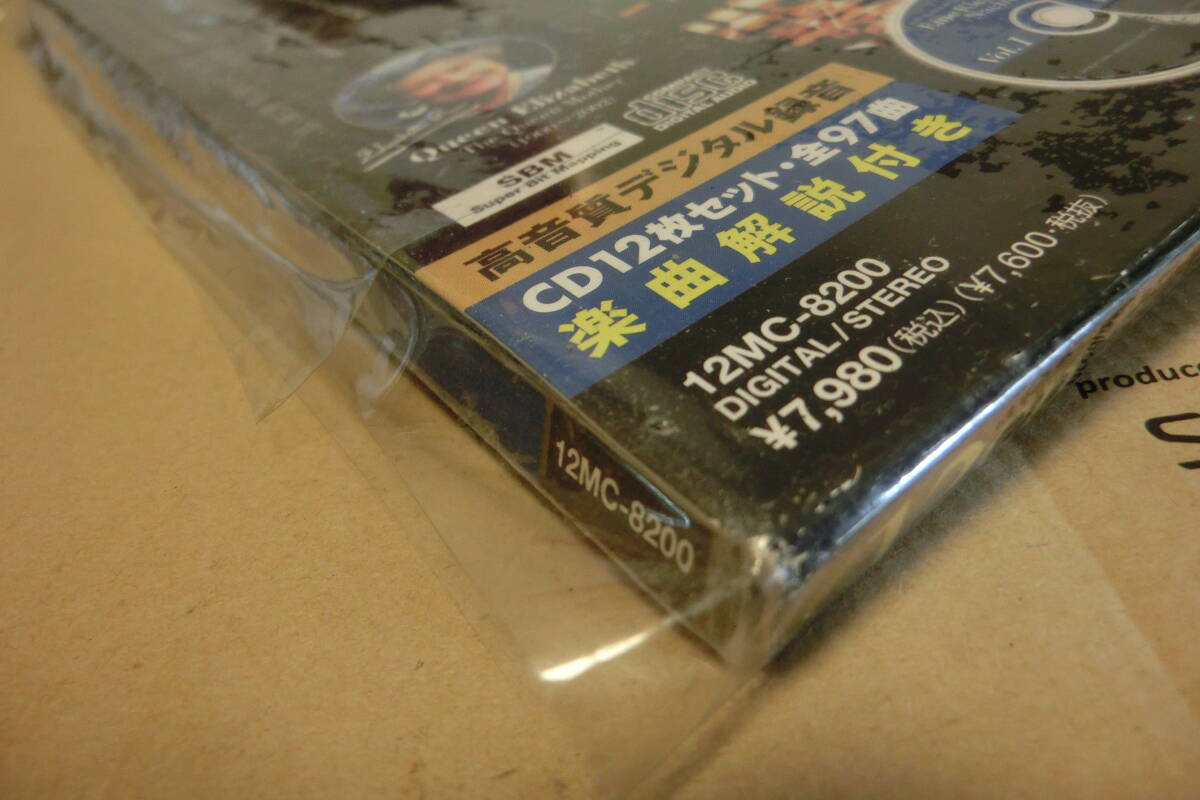 Queen Elizabeth
SBM
Super Bit Mapping
disc
DIGITAL AUDIO
Vol. 1
高音質デジタル録音
CD12枚セット・全97曲
楽曲解説付き
12MC-8200
DIGITAL/STEREO
¥7,980(税込)(¥7,600・税抜)
12MC-8200
produce